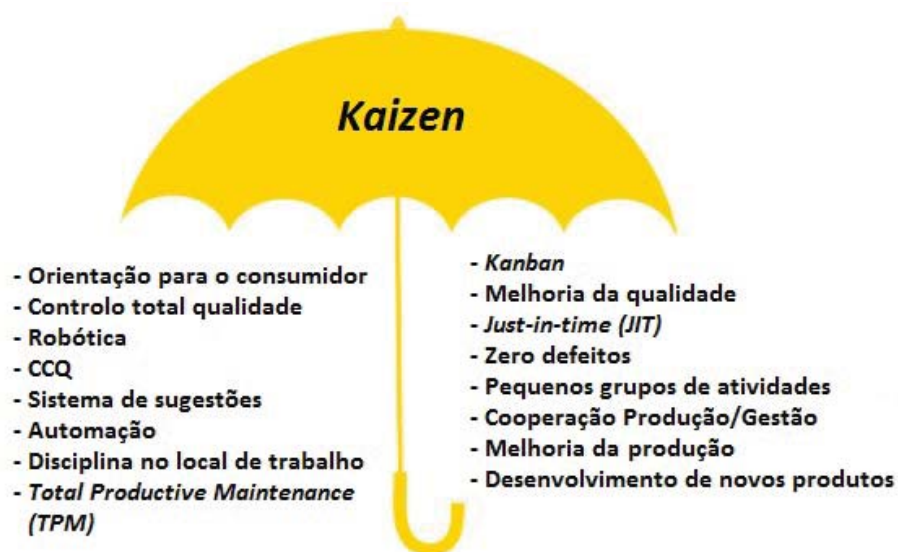 Kaizen
- Orientação para o consumidor
- Controlo total qualidade
- Robótica
- CCQ
- Sistema de sugestões
- Automação
- Disciplina no local de trabalho
- Total Productive Maintenance
(TPM)
- Kanban
- Melhoria da qualidade
- Just-in-time (JIT)
- Zero defeitos
- Pequenos grupos de atividades
- Cooperação Produção/Gestão
- Melhoria da produção
- Desenvolvimento de novos produtos